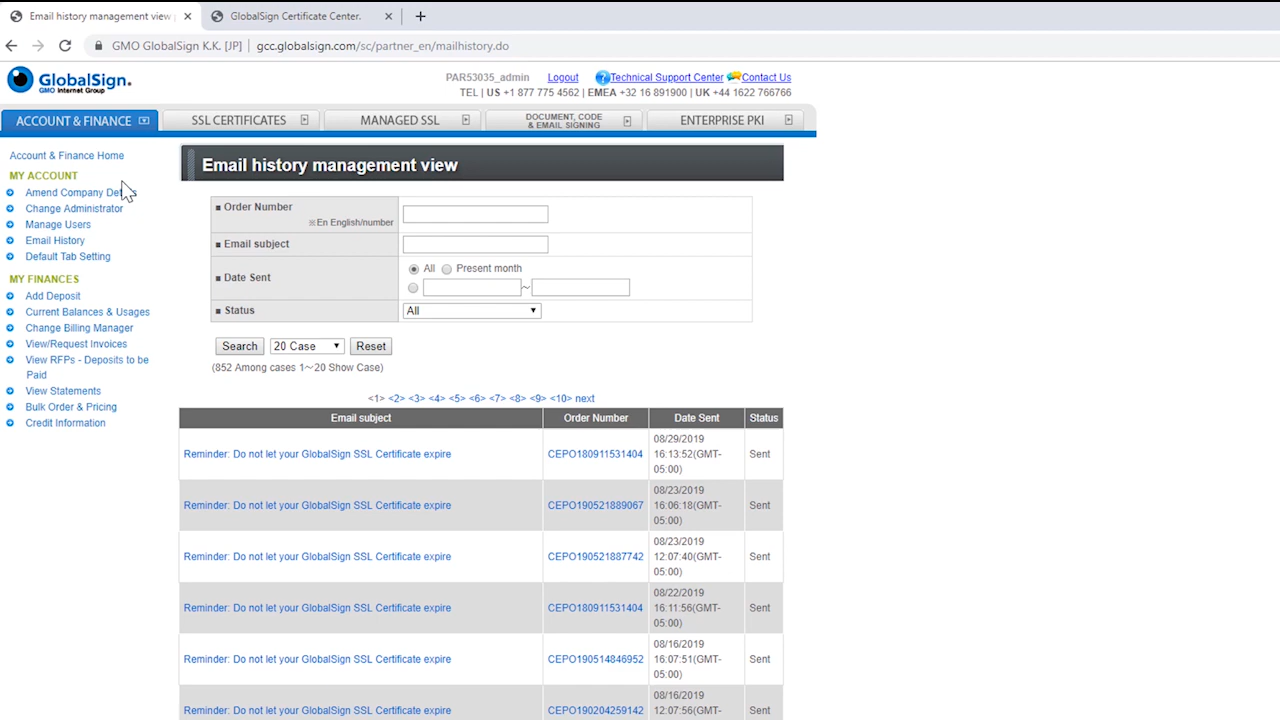 Email history management view
GlobalSign Certificate Center.
GMO GlobalSign K.K. [JP] gcc.globalsign.com/sc/partner_en/mailhistory.do
GlobalSign.
GMO Internet Group
PAR53035_admin Logout Technical Support Center Contact Us
TEL | US +1 877 775 4562 | EMEA +32 16 891900 | UK +44 1622 766766
ACCOUNT & FINANCE SSL CERTIFICATES MANAGED SSL DOCUMENT, CODE & EMAIL SIGNING ENTERPRISE PKI
Account & Finance Home
MY ACCOUNT
Amend Company
Change Administrator
Manage Users
Email History
Default Tab Setting
MY FINANCES
Add Deposit
Current Balances & Usages
Change Billing Manager
View/Request Invoices
View RFPs - Deposits to be
Paid
View Statements
Bulk Order & Pricing
Credit Information
Email history management view
Order Number
※En English/number
Email subject
Date Sent All Present month
~
Status All
Search 20 Case Reset
(852 Among cases 1～20 Show Case)
<1> <2> <3> <4> <5> <6> <7> <8> <9> <10> next
Email subject Order Number Date Sent Status
Reminder: Do not let your GlobalSign SSL Certificate expire CEPO180911531404 08/29/2019 16:13:52(GMT-05:00) Sent
Reminder: Do not let your GlobalSign SSL Certificate expire CEPO190521889067 08/23/2019 16:06:18(GMT-05:00) Sent
Reminder: Do not let your GlobalSign SSL Certificate expire CEPO190521887742 08/23/2019 12:07:40(GMT-05:00) Sent
Reminder: Do not let your GlobalSign SSL Certificate expire CEPO180911531404 08/22/2019 16:11:56(GMT-05:00) Sent
Reminder: Do not let your GlobalSign SSL Certificate expire CEPO190514846952 08/16/2019 16:07:51(GMT-05:00) Sent
Reminder: Do not let your GlobalSign SSL Certificate expire CEPO190204259142 08/16/2019 12:07:56(GMT- Sent